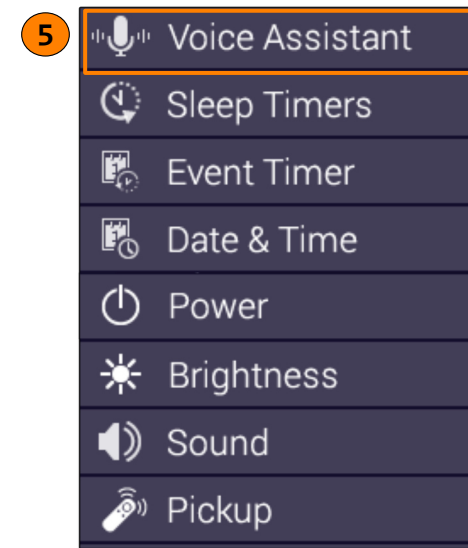 5
Voice Assistant
Sleep Timers
Event Timer
Date & Time
Power
Brightness
Sound
Pickup